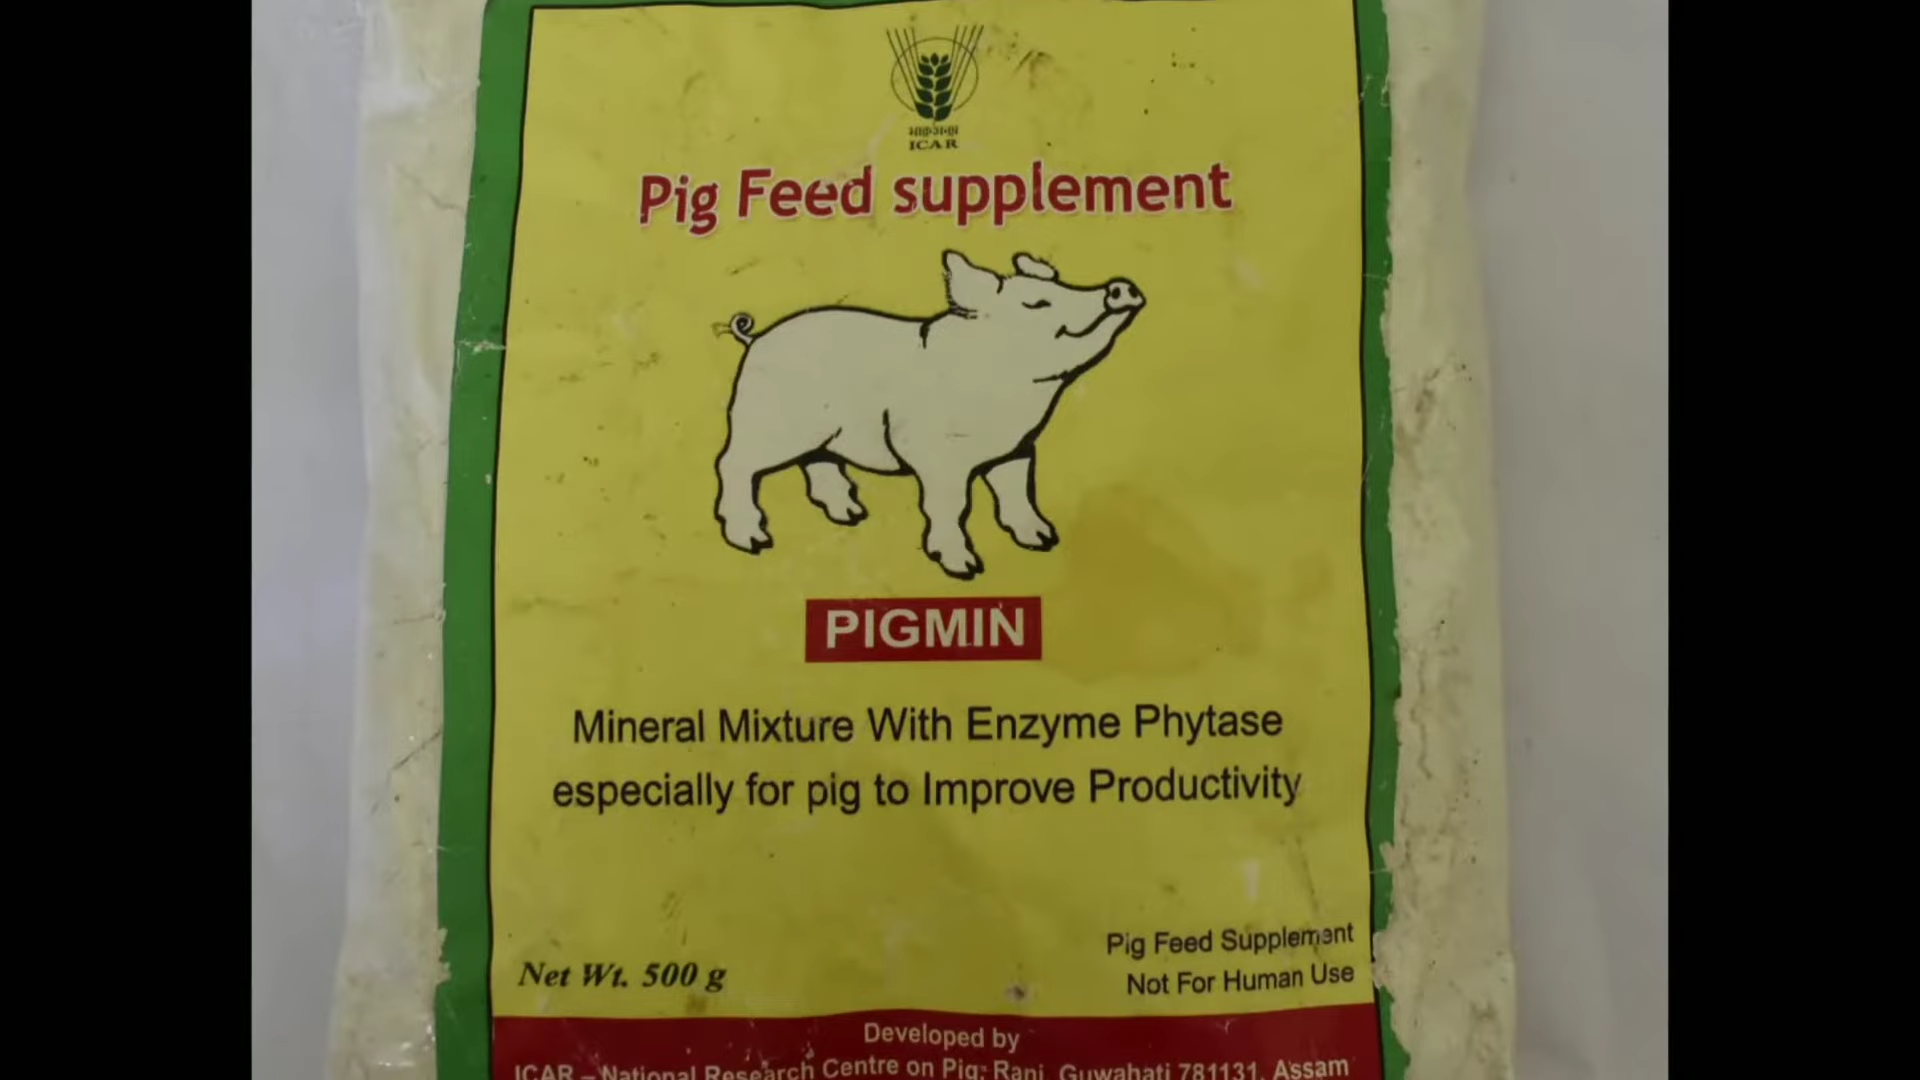 भाकृअनुप
ICAR
Pig Feed supplement
PIGMIN
Mineral Mixture With Enzyme Phytase
especially for pig to Improve Productivity
Pig Feed Supplement
Net Wt. 500 g
Not For Human Use
Developed by
ICAR – National Research Centre on Pig; Rani, Guwahati 781131, Assam